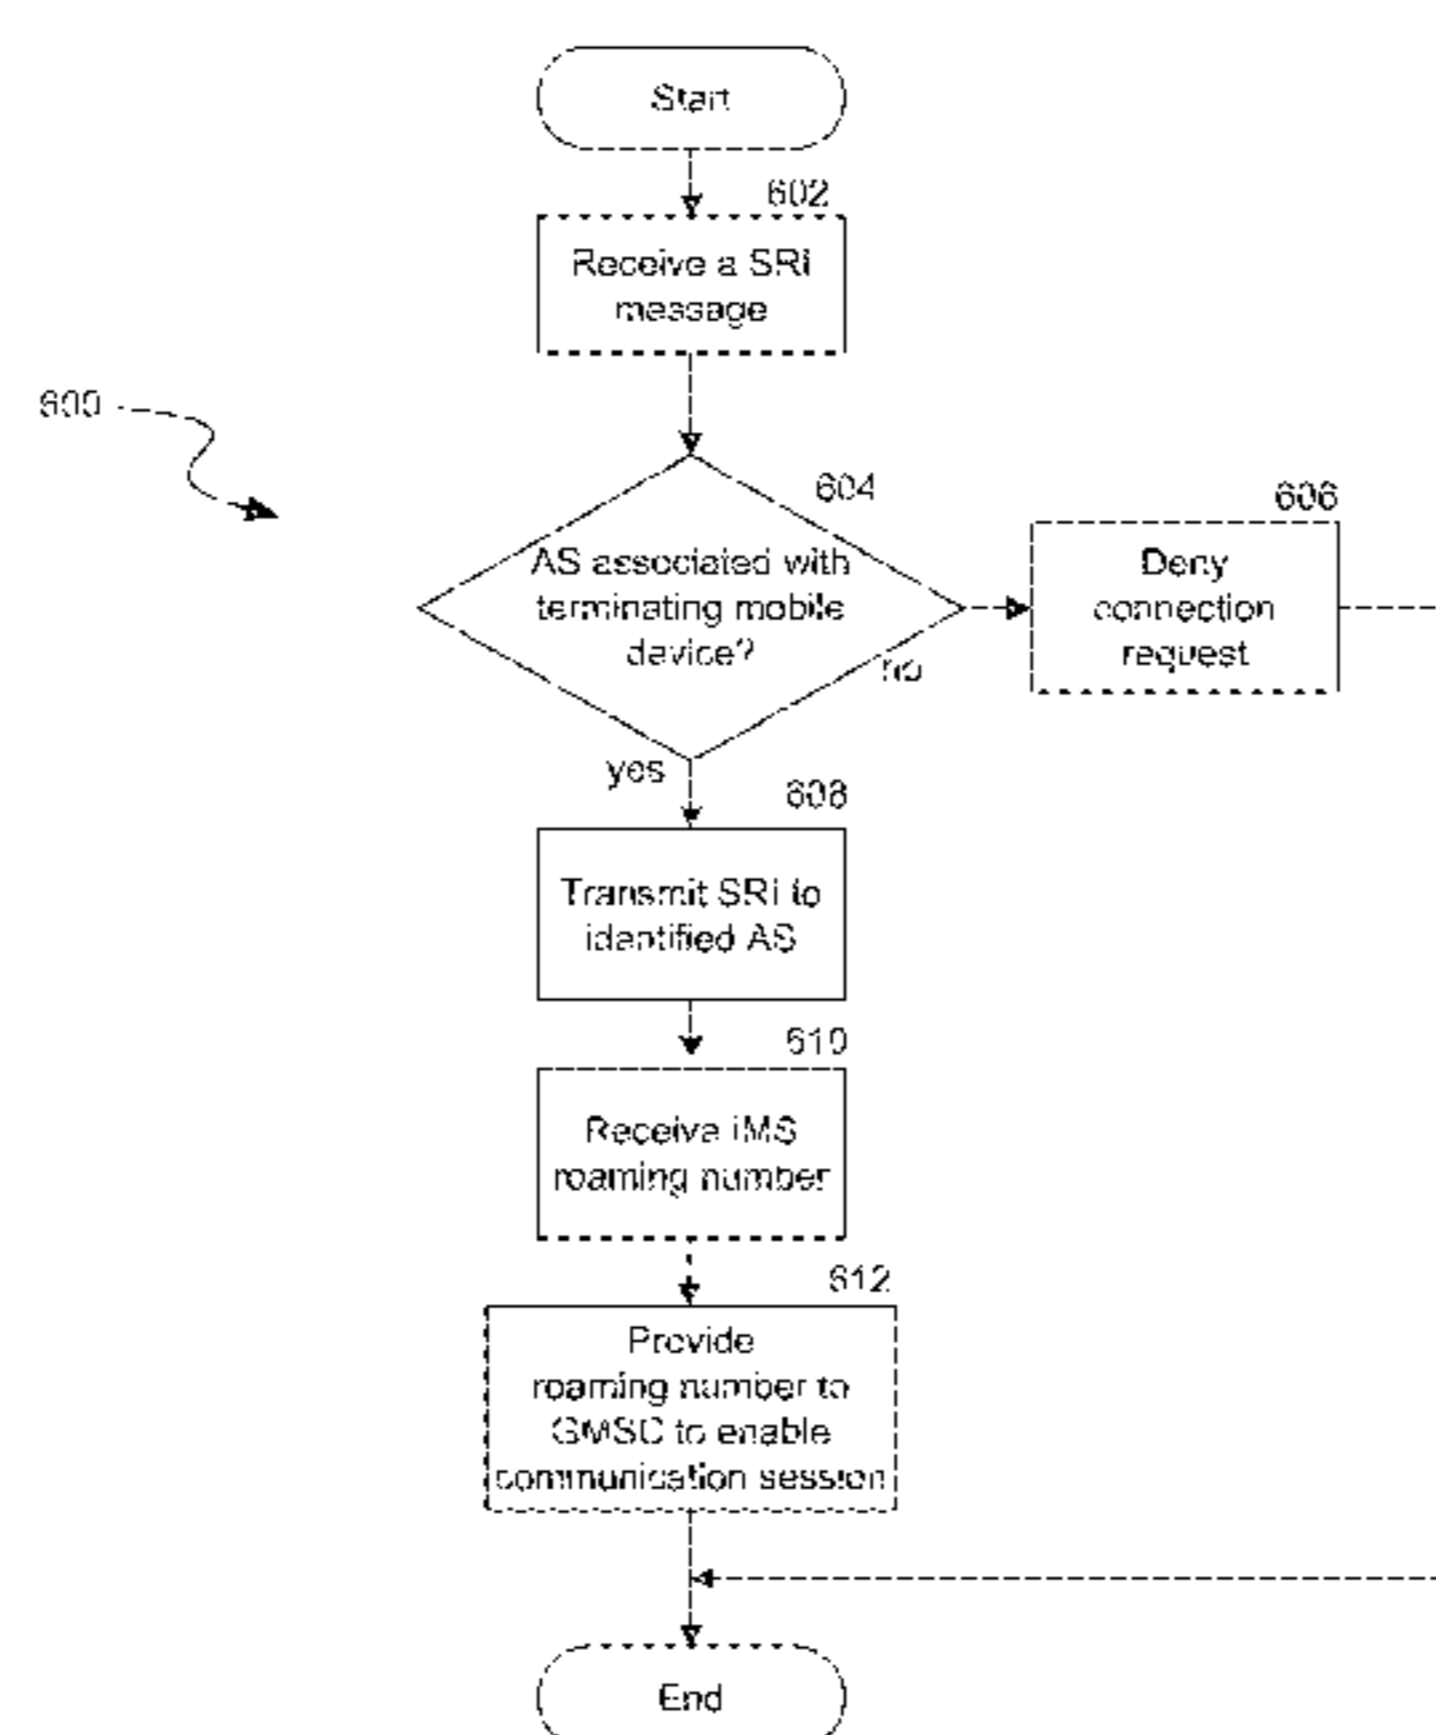 Start
602
Receive a SRI
message
600
604
606
AS associated with
terminating mobile
device?
Deny
connection
request
no
yes
608
Transmit SRI to
identified AS
610
Receive iMS
roaming number
612
Provide
roaming number to
GMSC to enable
communication session
End